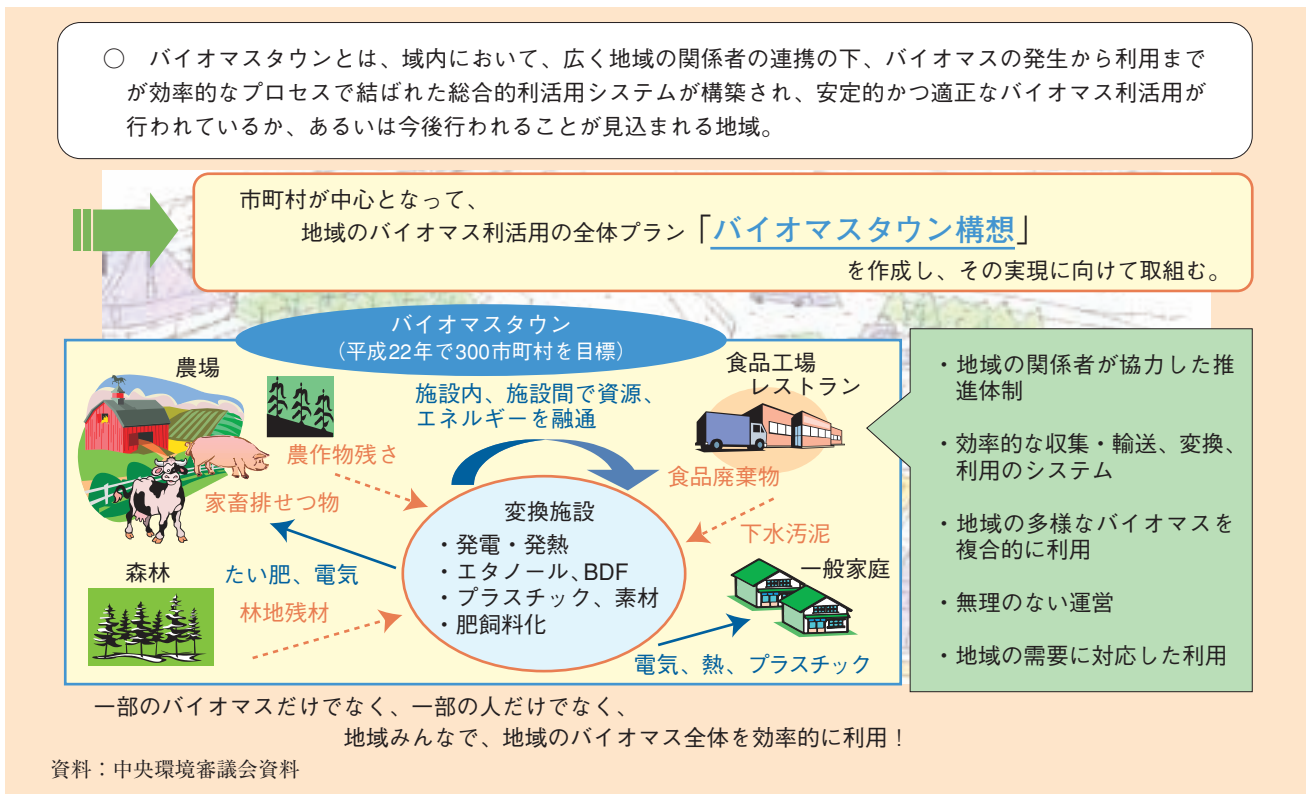 ○ バイオマスタウンとは、域内において、広く地域の関係者の連携の下、バイオマスの発生から利用まで
が効率的なプロセスで結ばれた総合的利活用システムが構築され、安定的かつ適正なバイオマス利活用が
行われているか、あるいは今後行われることが見込まれる地域。
市町村が中心となって、
地域のバイオマス利活用の全体プラン「バイオマスタウン構想」
を作成し、その実現に向けて取組む。
バイオマスタウン
（平成22年で300市町村を目標）
農場
農作物残さ
家畜排せつ物
施設内、施設間で資源、
エネルギーを融通
食品工場
レストラン
食品廃棄物
下水汚泥
変換施設
・発電・発熱
・エタノール、BDF
・プラスチック、素材
・肥飼料化
森林
たい肥、電気
林地残材
一般家庭
電気、熱、プラスチック
・地域の関係者が協力した推
進体制
・効率的な収集・輸送、変換、
利用のシステム
・地域の多様なバイオマスを
複合的に利用
・無理のない運営
・地域の需要に対応した利用
一部のバイオマスだけでなく、一部の人だけでなく、
地域みんなで、地域のバイオマス全体を効率的に利用！
資料：中央環境審議会資料